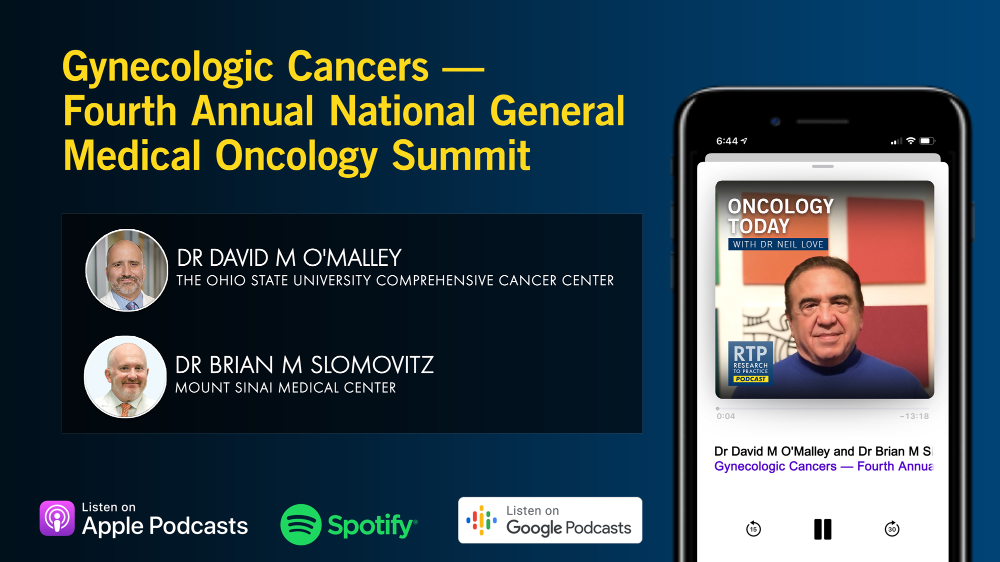 Gynecologic Cancers —
Fourth Annual National General
Medical Oncology Summit
DR DAVID M O'MALLEY
THE OHIO STATE UNIVERSITY COMPREHENSIVE CANCER CENTER
DR BRIAN M SLOMOVITZ
MOUNT SINAI MEDICAL CENTER
Listen on
Apple Podcasts
Spotify®
Listen on
Google Podcasts
6:44
ONCOLOGY
TODAY
WITH DR NEIL LOVE
RTP
RESEARCH
TO PRACTICE
PODCAST
0:04
–13:18
Dr David M O'Malley and Dr Brian M Sl
Gynecologic Cancers — Fourth Annua
15
30